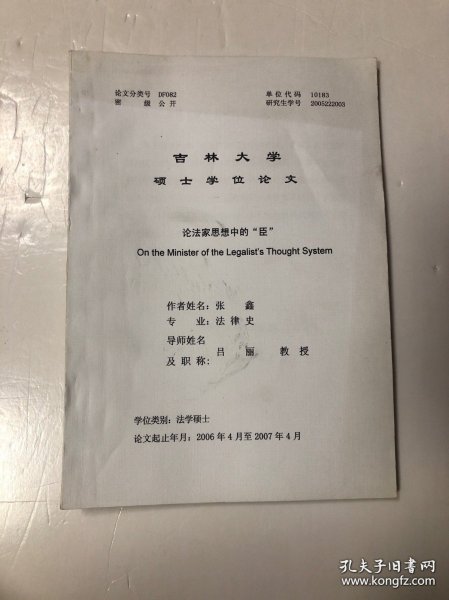 论文分类号 DF082 单位代码 10183
密 级 公开 研究生学号 2005222003
吉林大学
硕士学位论文
论法家思想中的“臣”
On the Minister of the Legalist's Thought System
作者姓名：张 鑫
专 业：法律史
导师姓名
及职称： 吕 丽 教授
学位类别：法学硕士
论文起止年月：2006年4月至2007年4月
孔夫子旧书网
www.kongfz.com